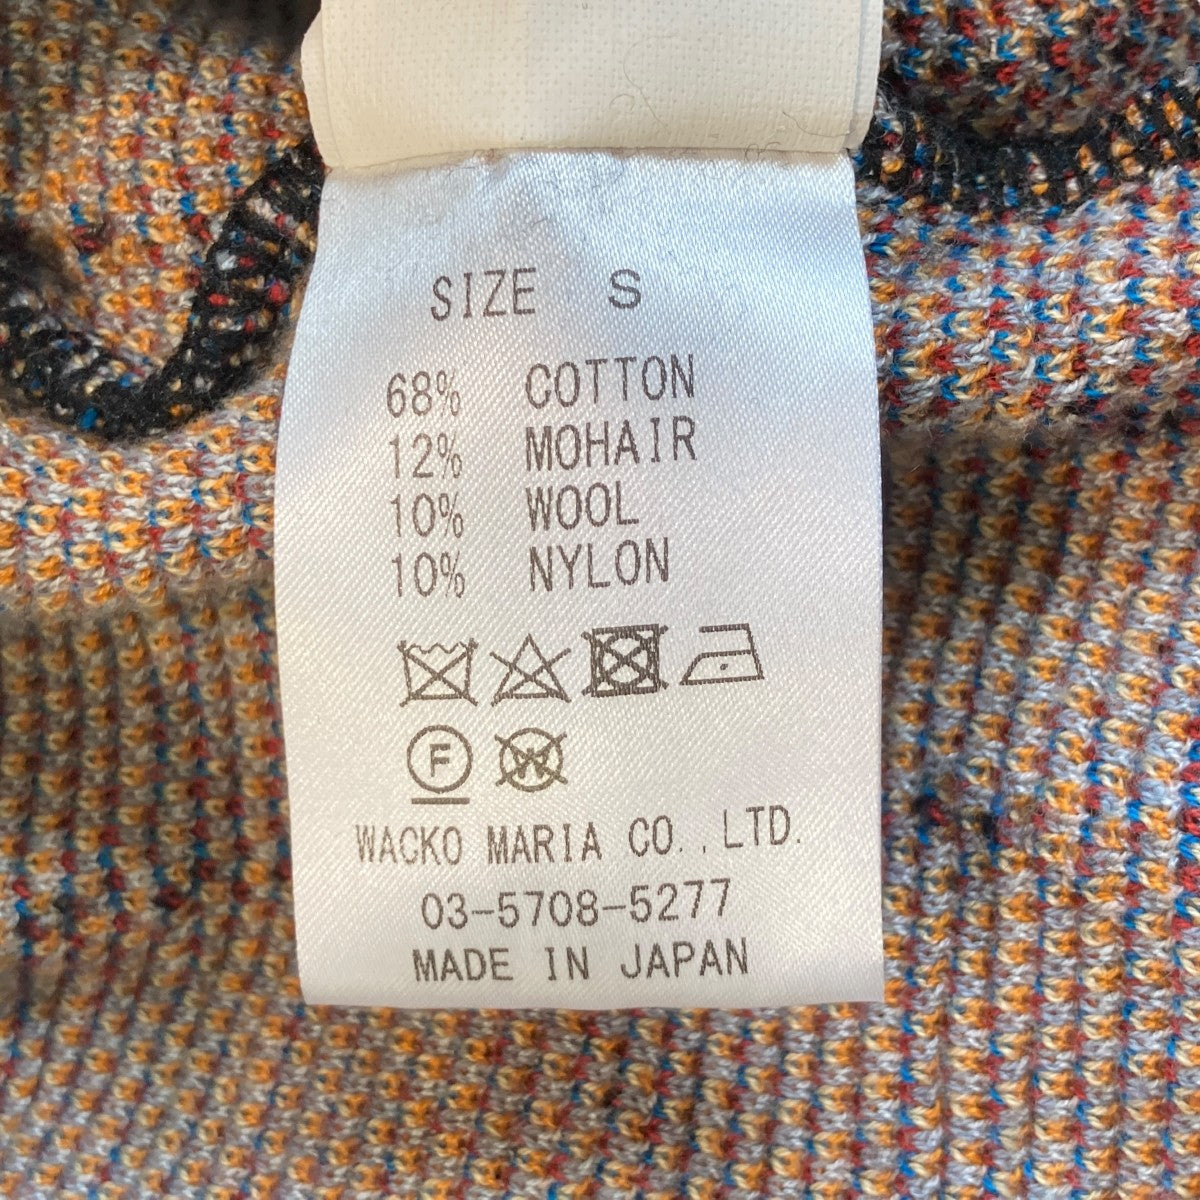 SIZE S
68% COTTON
12% MOHAIR
10% WOOL
10% NYLON
F W
WACKO MARIA CO.,LTD.
03-5708-5277
MADE IN JAPAN